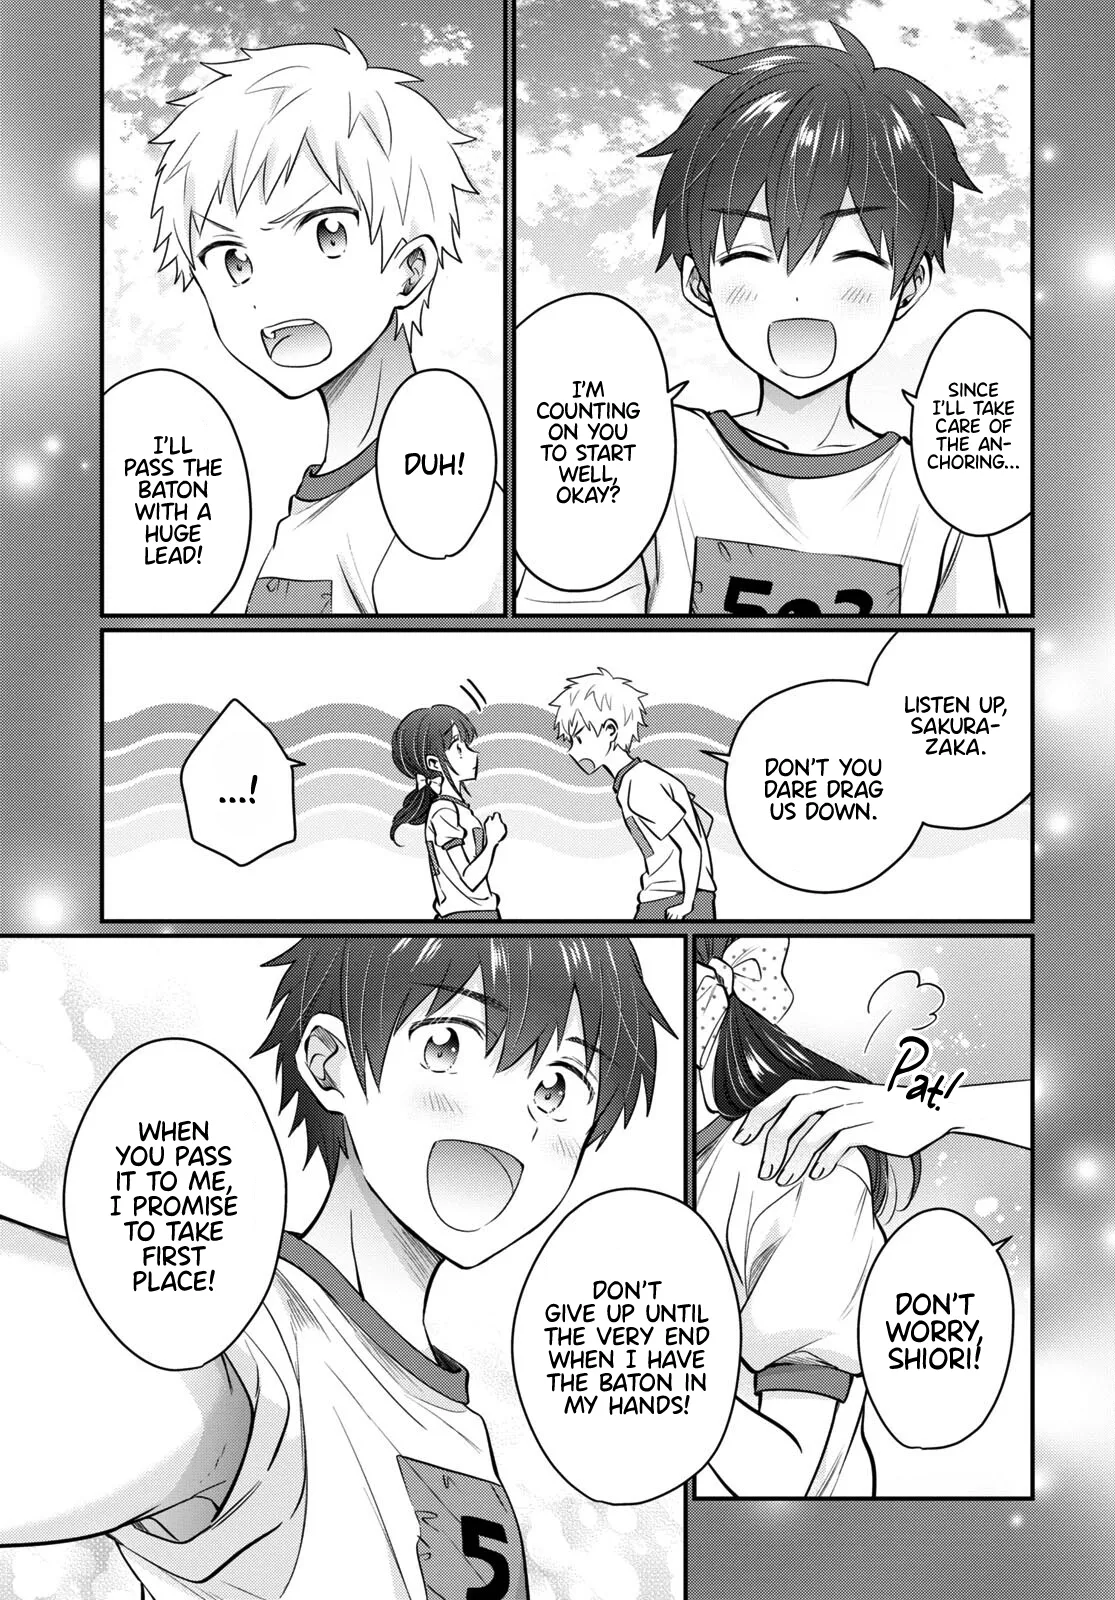 SINCE
I'LL TAKE
CARE OF
THE AN-
CHORING...
I'M
COUNTING
ON YOU
TO START
WELL,
OKAY?
503
DUH!
I'LL
PASS THE
BATON
WITH A
HUGE
LEAD!
LISTEN UP,
SAKURA-
ZAKA.
DON'T YOU
DARE DRAG
US DOWN.
...!
Pat!
DON'T
WORRY,
SHIORI!
DON'T
GIVE UP UNTIL
THE VERY END
WHEN I HAVE
THE BATON IN
MY HANDS!
WHEN
YOU PASS
IT TO ME,
I PROMISE
TO TAKE
FIRST
PLACE!
5